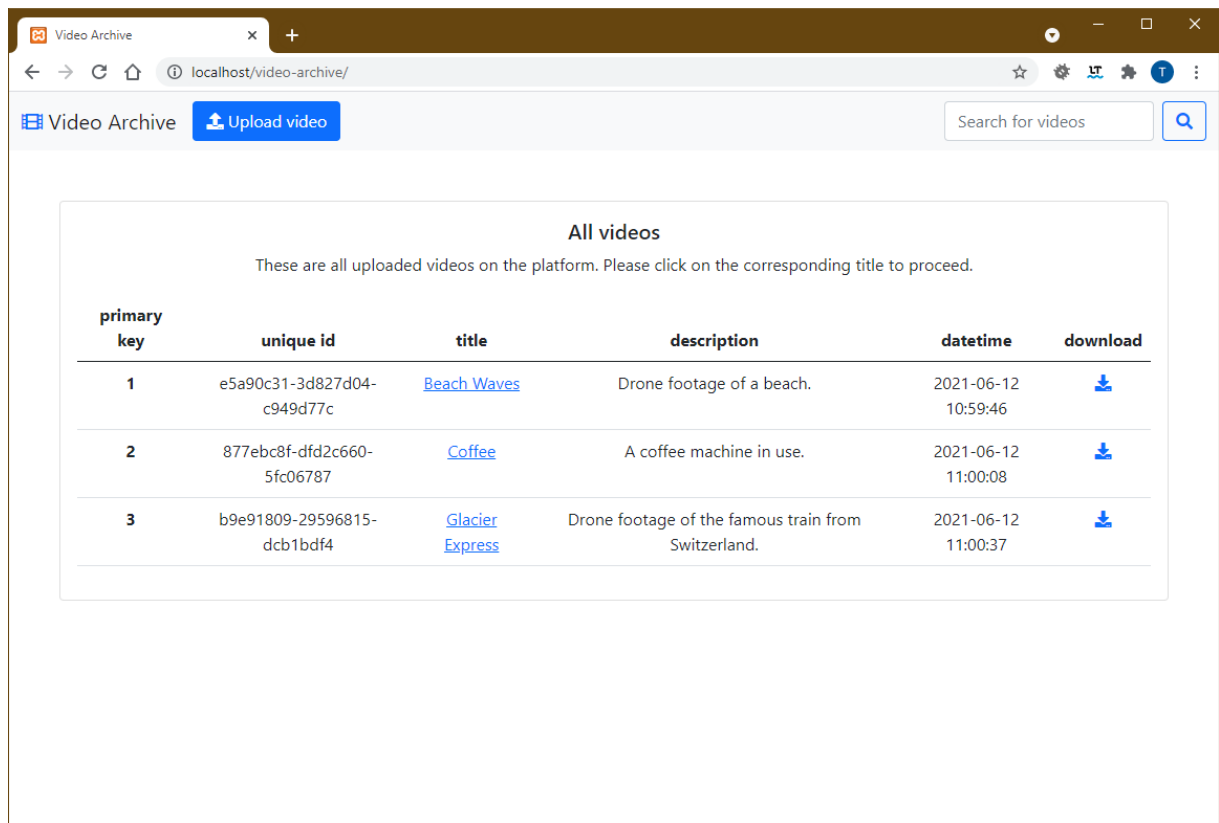 Video Archive
localhost/video-archive/
LT
T
Video Archive
Upload video
Search for videos
All videos
These are all uploaded videos on the platform. Please click on the corresponding title to proceed.
primary
key unique id title description datetime download
1 e5a90c31-3d827d04- Beach Waves Drone footage of a beach. 2021-06-12
c949d77c 10:59:46
2 877ebc8f-dfd2c660- Coffee A coffee machine in use. 2021-06-12
5fc06787 11:00:08
3 b9e91809-29596815- Glacier Drone footage of the famous train from 2021-06-12
dcb1bdf4 Express Switzerland. 11:00:37